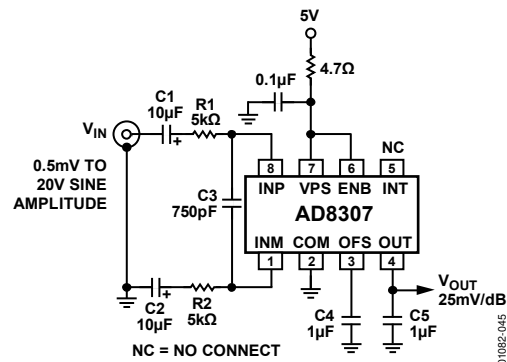 5V
4.7Ω
0.1µF
C1
10µF
R1
5kΩ
VIN
NC
0.5mV TO
20V SINE
AMPLITUDE
C3
750pF
8 7 6 5
INP VPS ENB INT
AD8307
INM COM OFS OUT
1 2 3 4
VOUT
25mV/dB
C2
10µF
R2
5kΩ
C4
1µF
C5
1µF
NC = NO CONNECT
01082-045